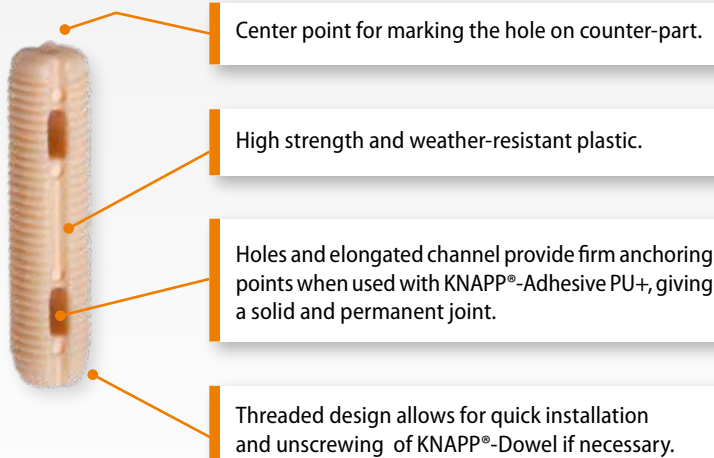 Center point for marking the hole on counter-part.
High strength and weather-resistant plastic.
Holes and elongated channel provide firm anchoring
points when used with KNAPP®-Adhesive PU+, giving
a solid and permanent joint.
Threaded design allows for quick installation
and unscrewing of KNAPP®-Dowel if necessary.